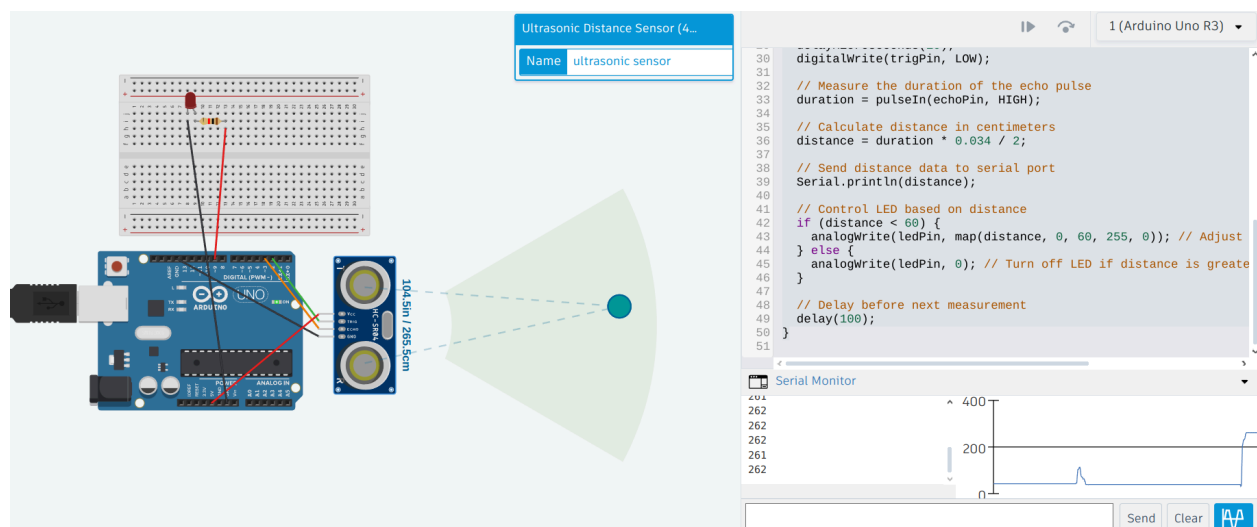 Ultrasonic Distance Sensor (4...
Name ultrasonic sensor
1 (Arduino Uno R3)
30 digitalWrite(trigPin, LOW);
31
32 // Measure the duration of the echo pulse
33 duration = pulseIn(echoPin, HIGH);
34
35 // Calculate distance in centimeters
36 distance = duration * 0.034 / 2;
37
38 // Send distance data to serial port
39 Serial.println(distance);
40
41 // Control LED based on distance
42 if (distance < 60) {
43 analogWrite(ledPin, map(distance, 0, 60, 255, 0)); // Adjust
44 } else {
45 analogWrite(ledPin, 0); // Turn off LED if distance is greate
46 }
47
48 // Delay before next measurement
49 delay(100);
50 }
51
Serial Monitor
261
262
262
262
261
262
400
200
0
Send Clear
DIGITAL (PWM~)
UNO
ARDUINO
POWER ANALOG IN
HC-SR04
104.5in / 265.5cm